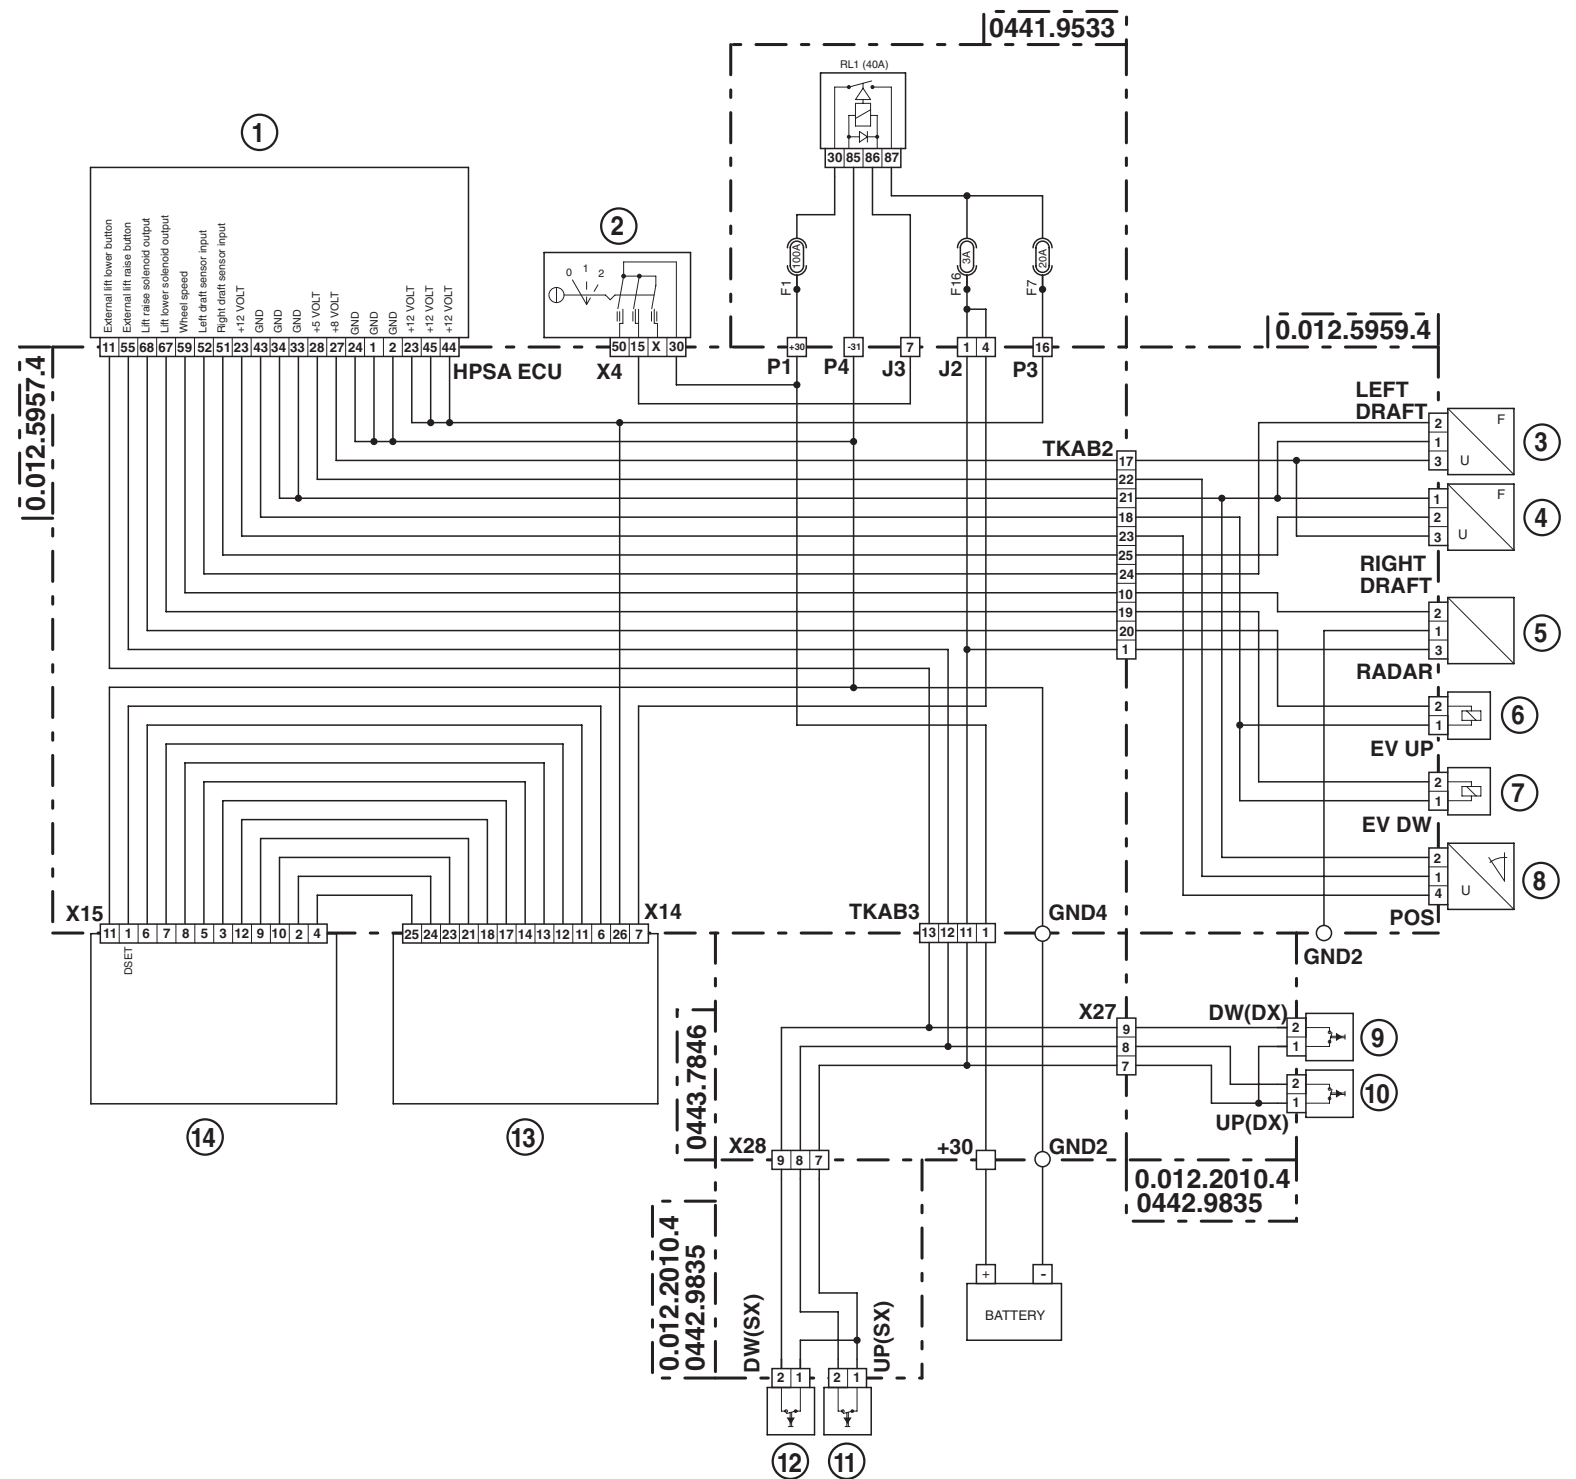 0441.9533
RL1 (40A)
1
30 85 86 87
2
External lift lower button
External lift raise button
Lift raise solenoid output
Lift lower solenoid output
Wheel speed
Left draft sensor input
Right draft sensor input
+12 VOLT
GND
GND
GND
+5 VOLT
+8 VOLT
GND
GND
GND
+12 VOLT
+12 VOLT
+12 VOLT
0 1 2
100A
3A
20A
F1
F16
F7
0.012.5959.4
11 55 68 67 59 52 51 23 43 34 33 28 27 24 1 2 23 45 44
50 15 X 30
+30
-31
7
1 4
16
HPSA ECU
X4
P1
P4
J3
J2
P3
0.012.5957.4
LEFT
DRAFT
2
1
3
F
U
3
TKAB2
17
22
21
18
23
25
24
10
19
20
1
1
2
3
F
U
4
RIGHT
DRAFT
2
1
3
5
RADAR
2
1
6
EV UP
2
1
7
EV DW
2
1
4
U
8
POS
X15
X14
TKAB3
GND4
11 1 6 7 8 5 3 12 9 10 2 4
25 24 23 21 18 17 14 13 12 11 6 26 7
13 12 11 1
DSET
GND2
14
13
0443.7846
X27
9
8
7
DW(DX)
2
1
9
2
1
10
UP(DX)
X28
9 8 7
+30
GND2
0.012.2010.4
0442.9835
0.012.2010.4
0442.9835
+ -
BATTERY
DW(SX)
UP(SX)
2 1
2 1
12
11